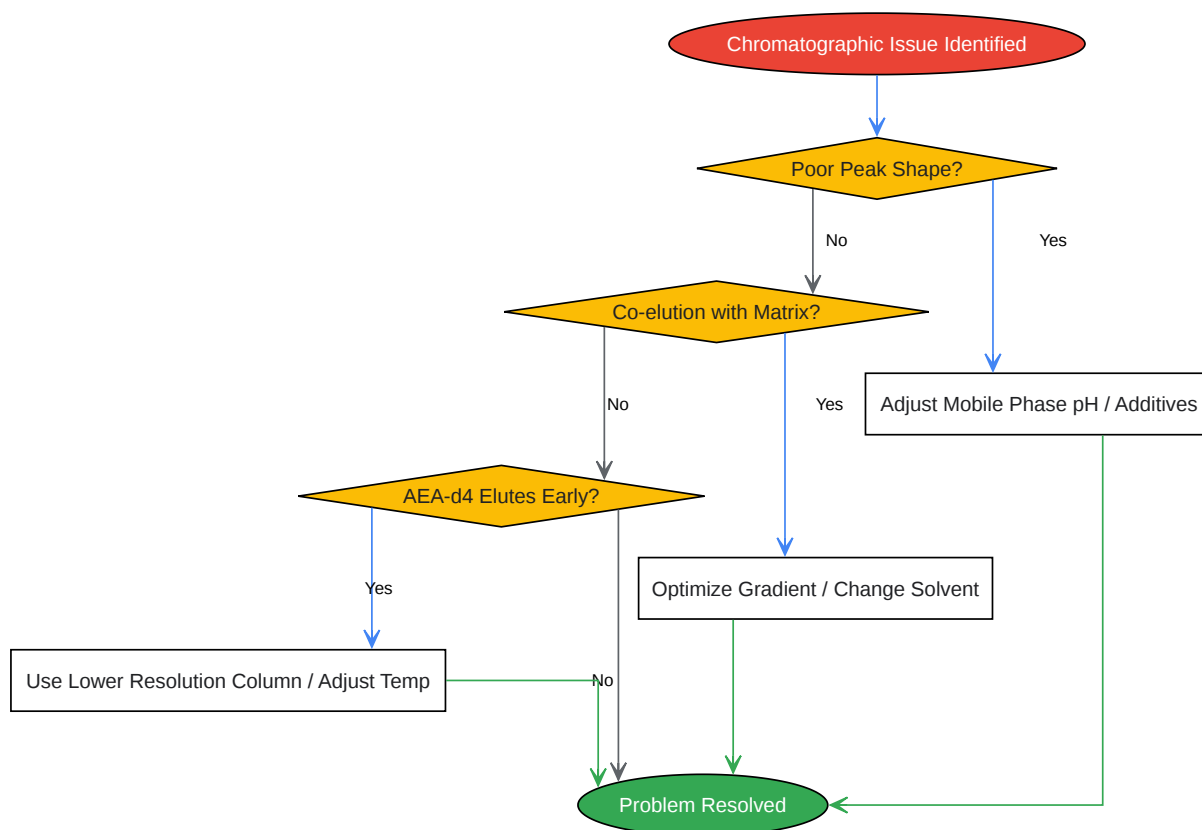 Chromatographic Issue Identified
Poor Peak Shape?
No
Yes
Co-elution with Matrix?
No
Yes
Adjust Mobile Phase pH / Additives
AEA-d4 Elutes Early?
Yes
Optimize Gradient / Change Solvent
Use Lower Resolution Column / Adjust Temp
No
Problem Resolved